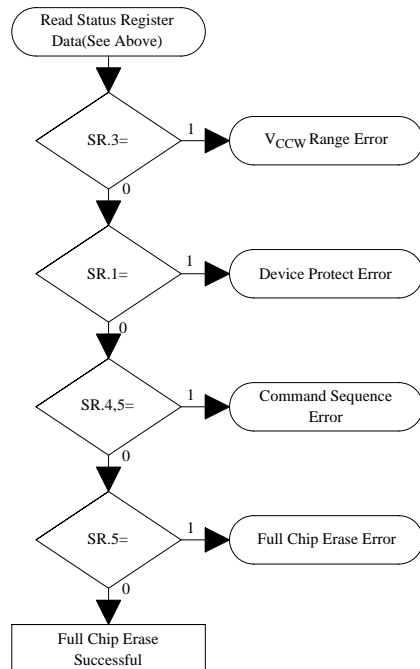 Read Status Register
Data(See Above)
SR.3=
1
V_CCW Range Error
0
SR.1=
1
Device Protect Error
0
SR.4,5=
1
Command Sequence
Error
0
SR.5=
1
Full Chip Erase Error
0
Full Chip Erase
Successful